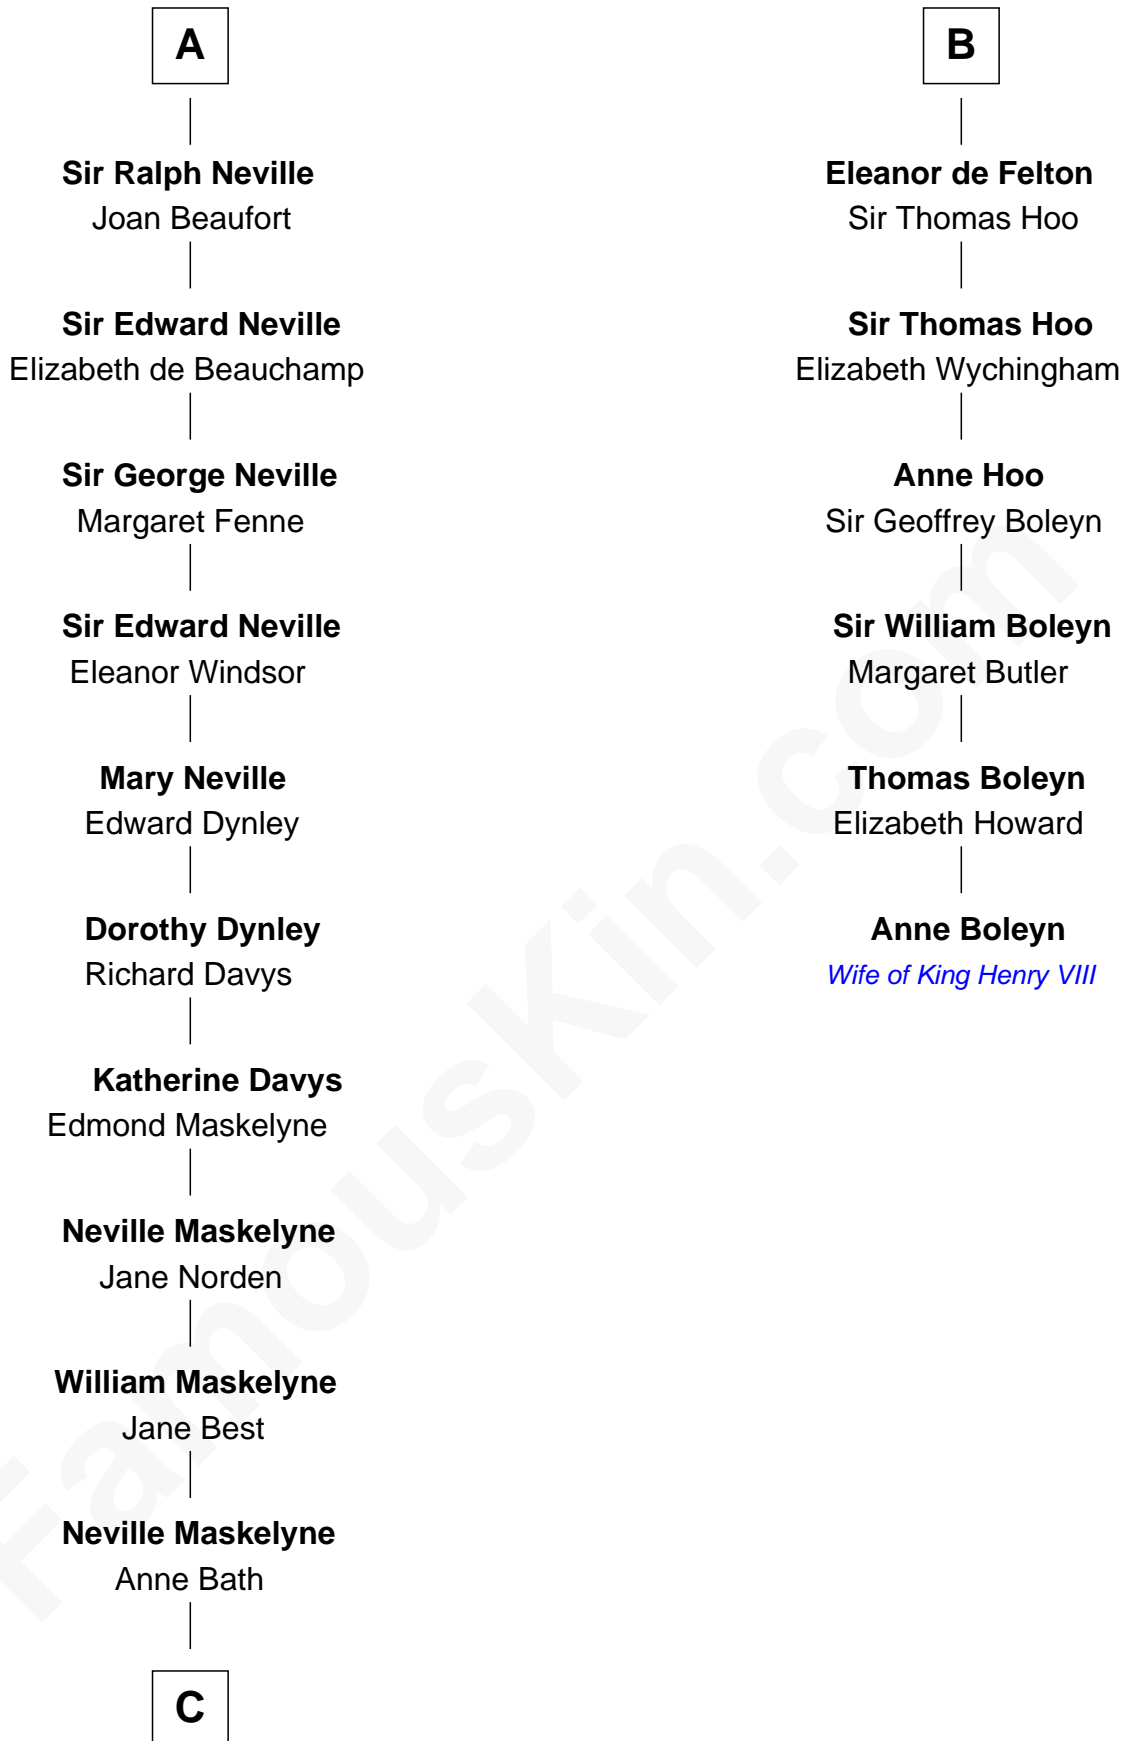 A
Sir Ralph Neville
Joan Beaufort
Sir Edward Neville
Elizabeth de Beauchamp
Sir George Neville
Margaret Fenne
Sir Edward Neville
Eleanor Windsor
Mary Neville
Edward Dynley
Dorothy Dynley
Richard Davys
Katherine Davys
Edmond Maskelyne
Neville Maskelyne
Jane Norden
William Maskelyne
Jane Best
Neville Maskelyne
Anne Bath
C
B
Eleanor de Felton
Sir Thomas Hoo
Sir Thomas Hoo
Elizabeth Wychingham
Anne Hoo
Sir Geoffrey Boleyn
Sir William Boleyn
Margaret Butler
Thomas Boleyn
Elizabeth Howard
Anne Boleyn
Wife of King Henry VIII
FamousKin.com